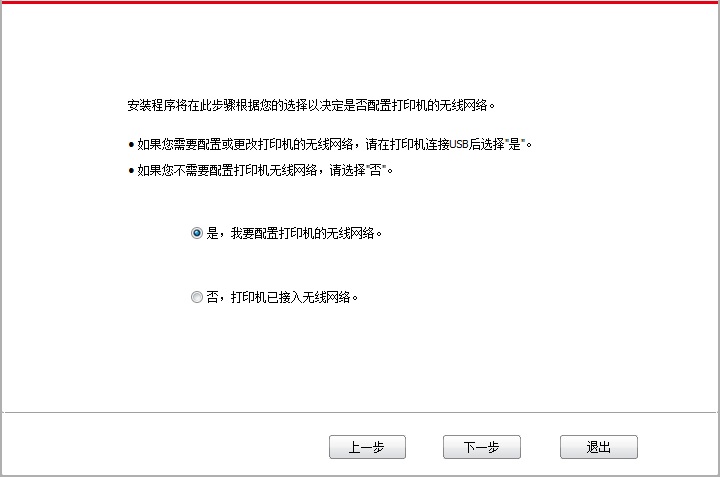 安装程序将在此步骤根据您的选择以决定是否配置打印机的无线网络。
• 如果您需要配置或更改打印机的无线网络，请在打印机连接USB后选择"是"。
• 如果您不需要配置打印机无线网络，请选择"否"。
是，我要配置打印机的无线网络。
否，打印机已接入无线网络。
上一步 下一步 退出